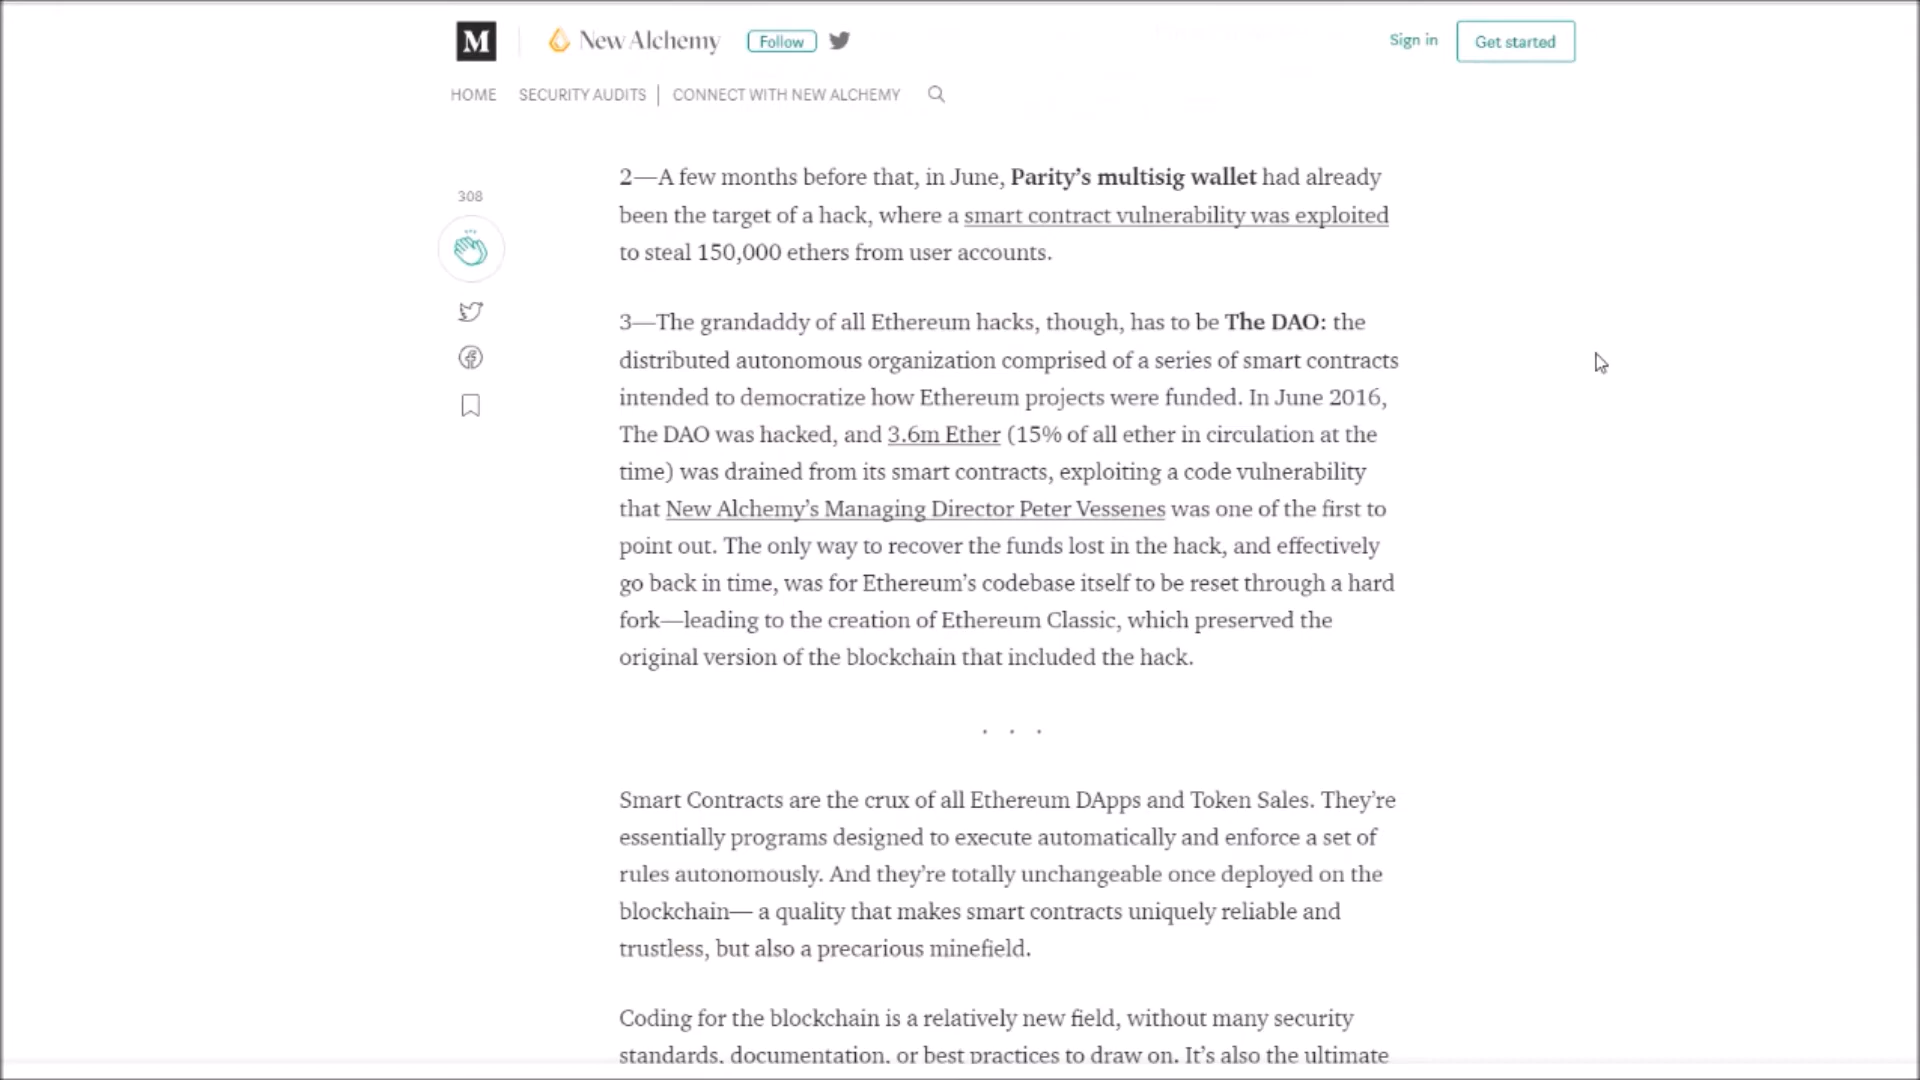 M
New Alchemy
Follow
Sign in
Get started
HOME
SECURITY AUDITS
CONNECT WITH NEW ALCHEMY
308
2—A few months before that, in June, Parity’s multisig wallet had already
been the target of a hack, where a smart contract vulnerability was exploited
to steal 150,000 ethers from user accounts.
3—The grandaddy of all Ethereum hacks, though, has to be The DAO: the
distributed autonomous organization comprised of a series of smart contracts
intended to democratize how Ethereum projects were funded. In June 2016,
The DAO was hacked, and 3.6m Ether (15% of all ether in circulation at the
time) was drained from its smart contracts, exploiting a code vulnerability
that New Alchemy’s Managing Director Peter Vessenes was one of the first to
point out. The only way to recover the funds lost in the hack, and effectively
go back in time, was for Ethereum’s codebase itself to be reset through a hard
fork—leading to the creation of Ethereum Classic, which preserved the
original version of the blockchain that included the hack.
. . .
Smart Contracts are the crux of all Ethereum DApps and Token Sales. They’re
essentially programs designed to execute automatically and enforce a set of
rules autonomously. And they’re totally unchangeable once deployed on the
blockchain— a quality that makes smart contracts uniquely reliable and
trustless, but also a precarious minefield.
Coding for the blockchain is a relatively new field, without many security
standards, documentation, or best practices to draw on. It’s also the ultimate